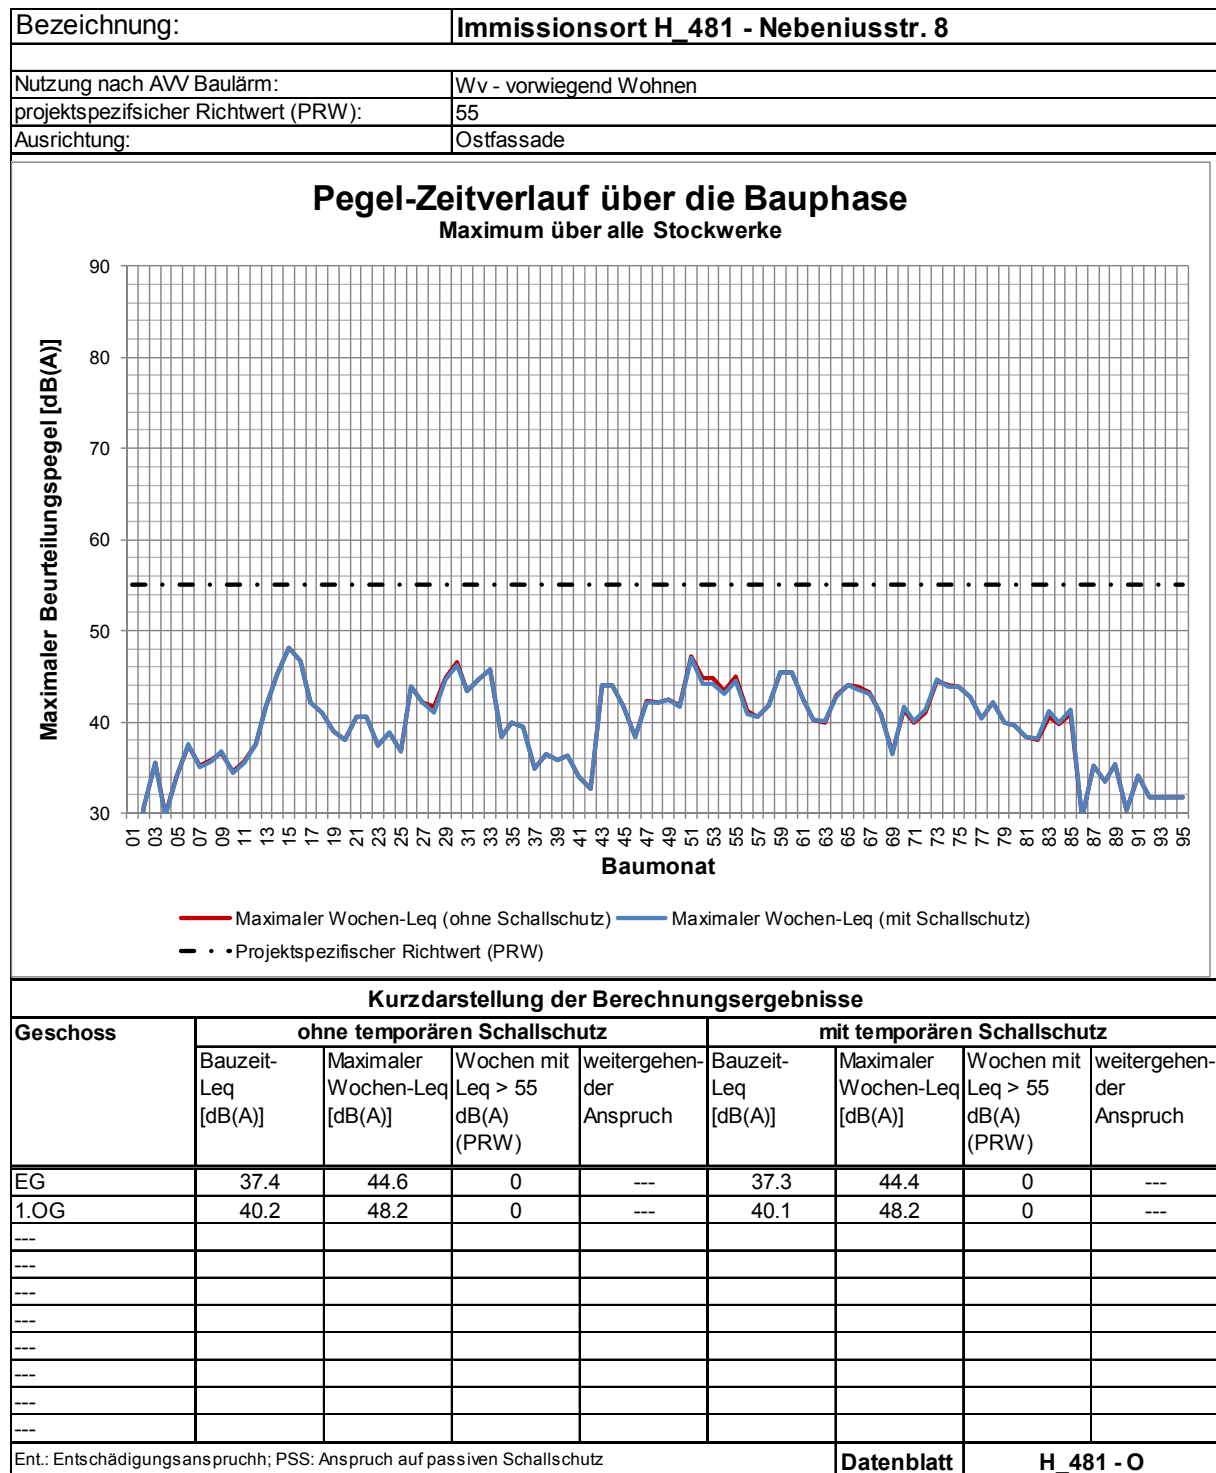 Bezeichnung: Immissionsort H_481 - Nebeniusstr. 8
Nutzung nach AVV Baulärm: Wv - vorwiegend Wohnen
projektspezifsicher Richtwert (PRW): 55
Ausrichtung: Ostfassade
Pegel-Zeitverlauf über die Bauphase
Maximum über alle Stockwerke
Maximaler Beurteilungspegel [dB(A)]
90
80
70
60
50
40
30
01 03 05 07 09 11 13 15 17 19 21 23 25 27 29 31 33 35 37 39 41 43 45 47 49 51 53 55 57 59 61 63 65 67 69 71 73 75 77 79 81 83 85 87 89 91 93 95
Baumonat
Maximaler Wochen-Leq (ohne Schallschutz) Maximaler Wochen-Leq (mit Schallschutz)
Projektspezifischer Richtwert (PRW)
Kurzdarstellung der Berechnungsergebnisse
Geschoss ohne temporären Schallschutz mit temporären Schallschutz
Bauzeit- Maximaler Wochen mit weitergehen- Bauzeit- Maximaler Wochen mit weitergehen-
Leq Wochen-Leq Leq > 55 der Leq Wochen-Leq Leq > 55 der
[dB(A)] [dB(A)] dB(A) Anspruch [dB(A)] [dB(A)] dB(A) Anspruch
(PRW) (PRW)
EG 37.4 44.6 0 --- 37.3 44.4 0 ---
1.OG 40.2 48.2 0 --- 40.1 48.2 0 ---
---
---
---
---
---
---
---
---
Ent.: Entschädigungsanspruchh; PSS: Anspruch auf passiven Schallschutz Datenblatt H_481 - O